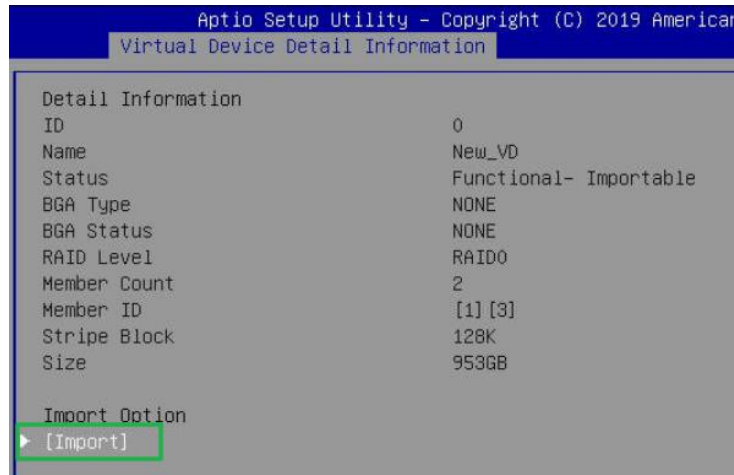 Aptio Setup Utility – Copyright (C) 2019 American
Virtual Device Detail Information
Detail Information
ID 0
Name New_VD
Status Functional- Importable
BGA Type NONE
BGA Status NONE
RAID Level RAID0
Member Count 2
Member ID [1][3]
Stripe Block 128K
Size 953GB
Import Option
[Import]